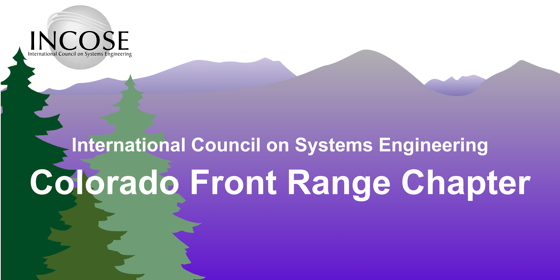 INCOSE
International Council on Systems Engineering
International Council on Systems Engineering
Colorado Front Range Chapter